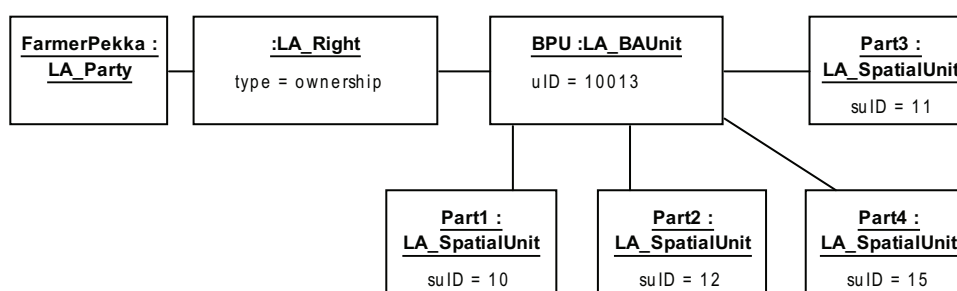 FarmerPekka :
LA_Party
:LA_Right
type = ownership
BPU :LA_BAUnit
uID = 10013
Part3 :
LA_SpatialUnit
suID = 11
Part1 :
LA_SpatialUnit
suID = 10
Part2 :
LA_SpatialUnit
suID = 12
Part4 :
LA_SpatialUnit
suID = 15